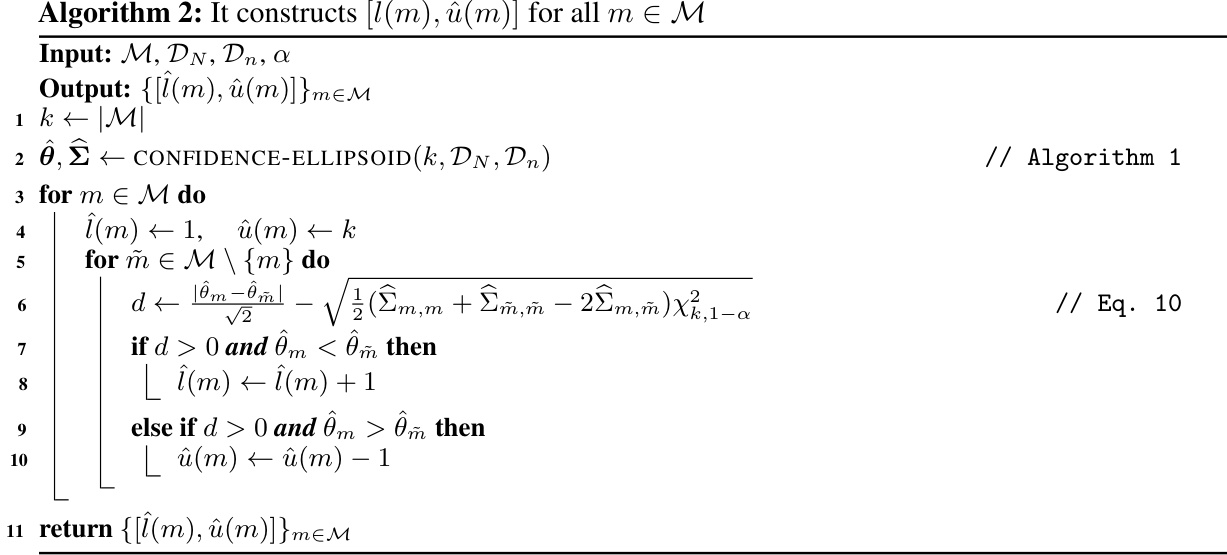 Algorithm 2: It constructs [l̂(m), û(m)] for all m ∈ ℳ
Input: ℳ, 𝒟_N, 𝒟_n, α
Output: {[l̂(m), û(m)]}_{m∈ℳ}
1 k ← |ℳ|
2 θ̂, Σ̂ ← CONFIDENCE-ELLIPSOID(k, 𝒟_N, 𝒟_n) // Algorithm 1
3 for m ∈ ℳ do
4 l̂(m) ← 1, û(m) ← k
5 for m̃ ∈ ℳ \ {m} do
6 d ← |θ̂_m − θ̂_m̃| / √2 − √(½(Σ̂_{m,m} + Σ̂_{m̃,m̃} − 2Σ̂_{m,m̃})χ²_{k,1−α}) // Eq. 10
7 if d > 0 and θ̂_m < θ̂_m̃ then
8 l̂(m) ← l̂(m) + 1
9 else if d > 0 and θ̂_m > θ̂_m̃ then
10 û(m) ← û(m) − 1
11 return {[l̂(m), û(m)]}_{m∈ℳ}